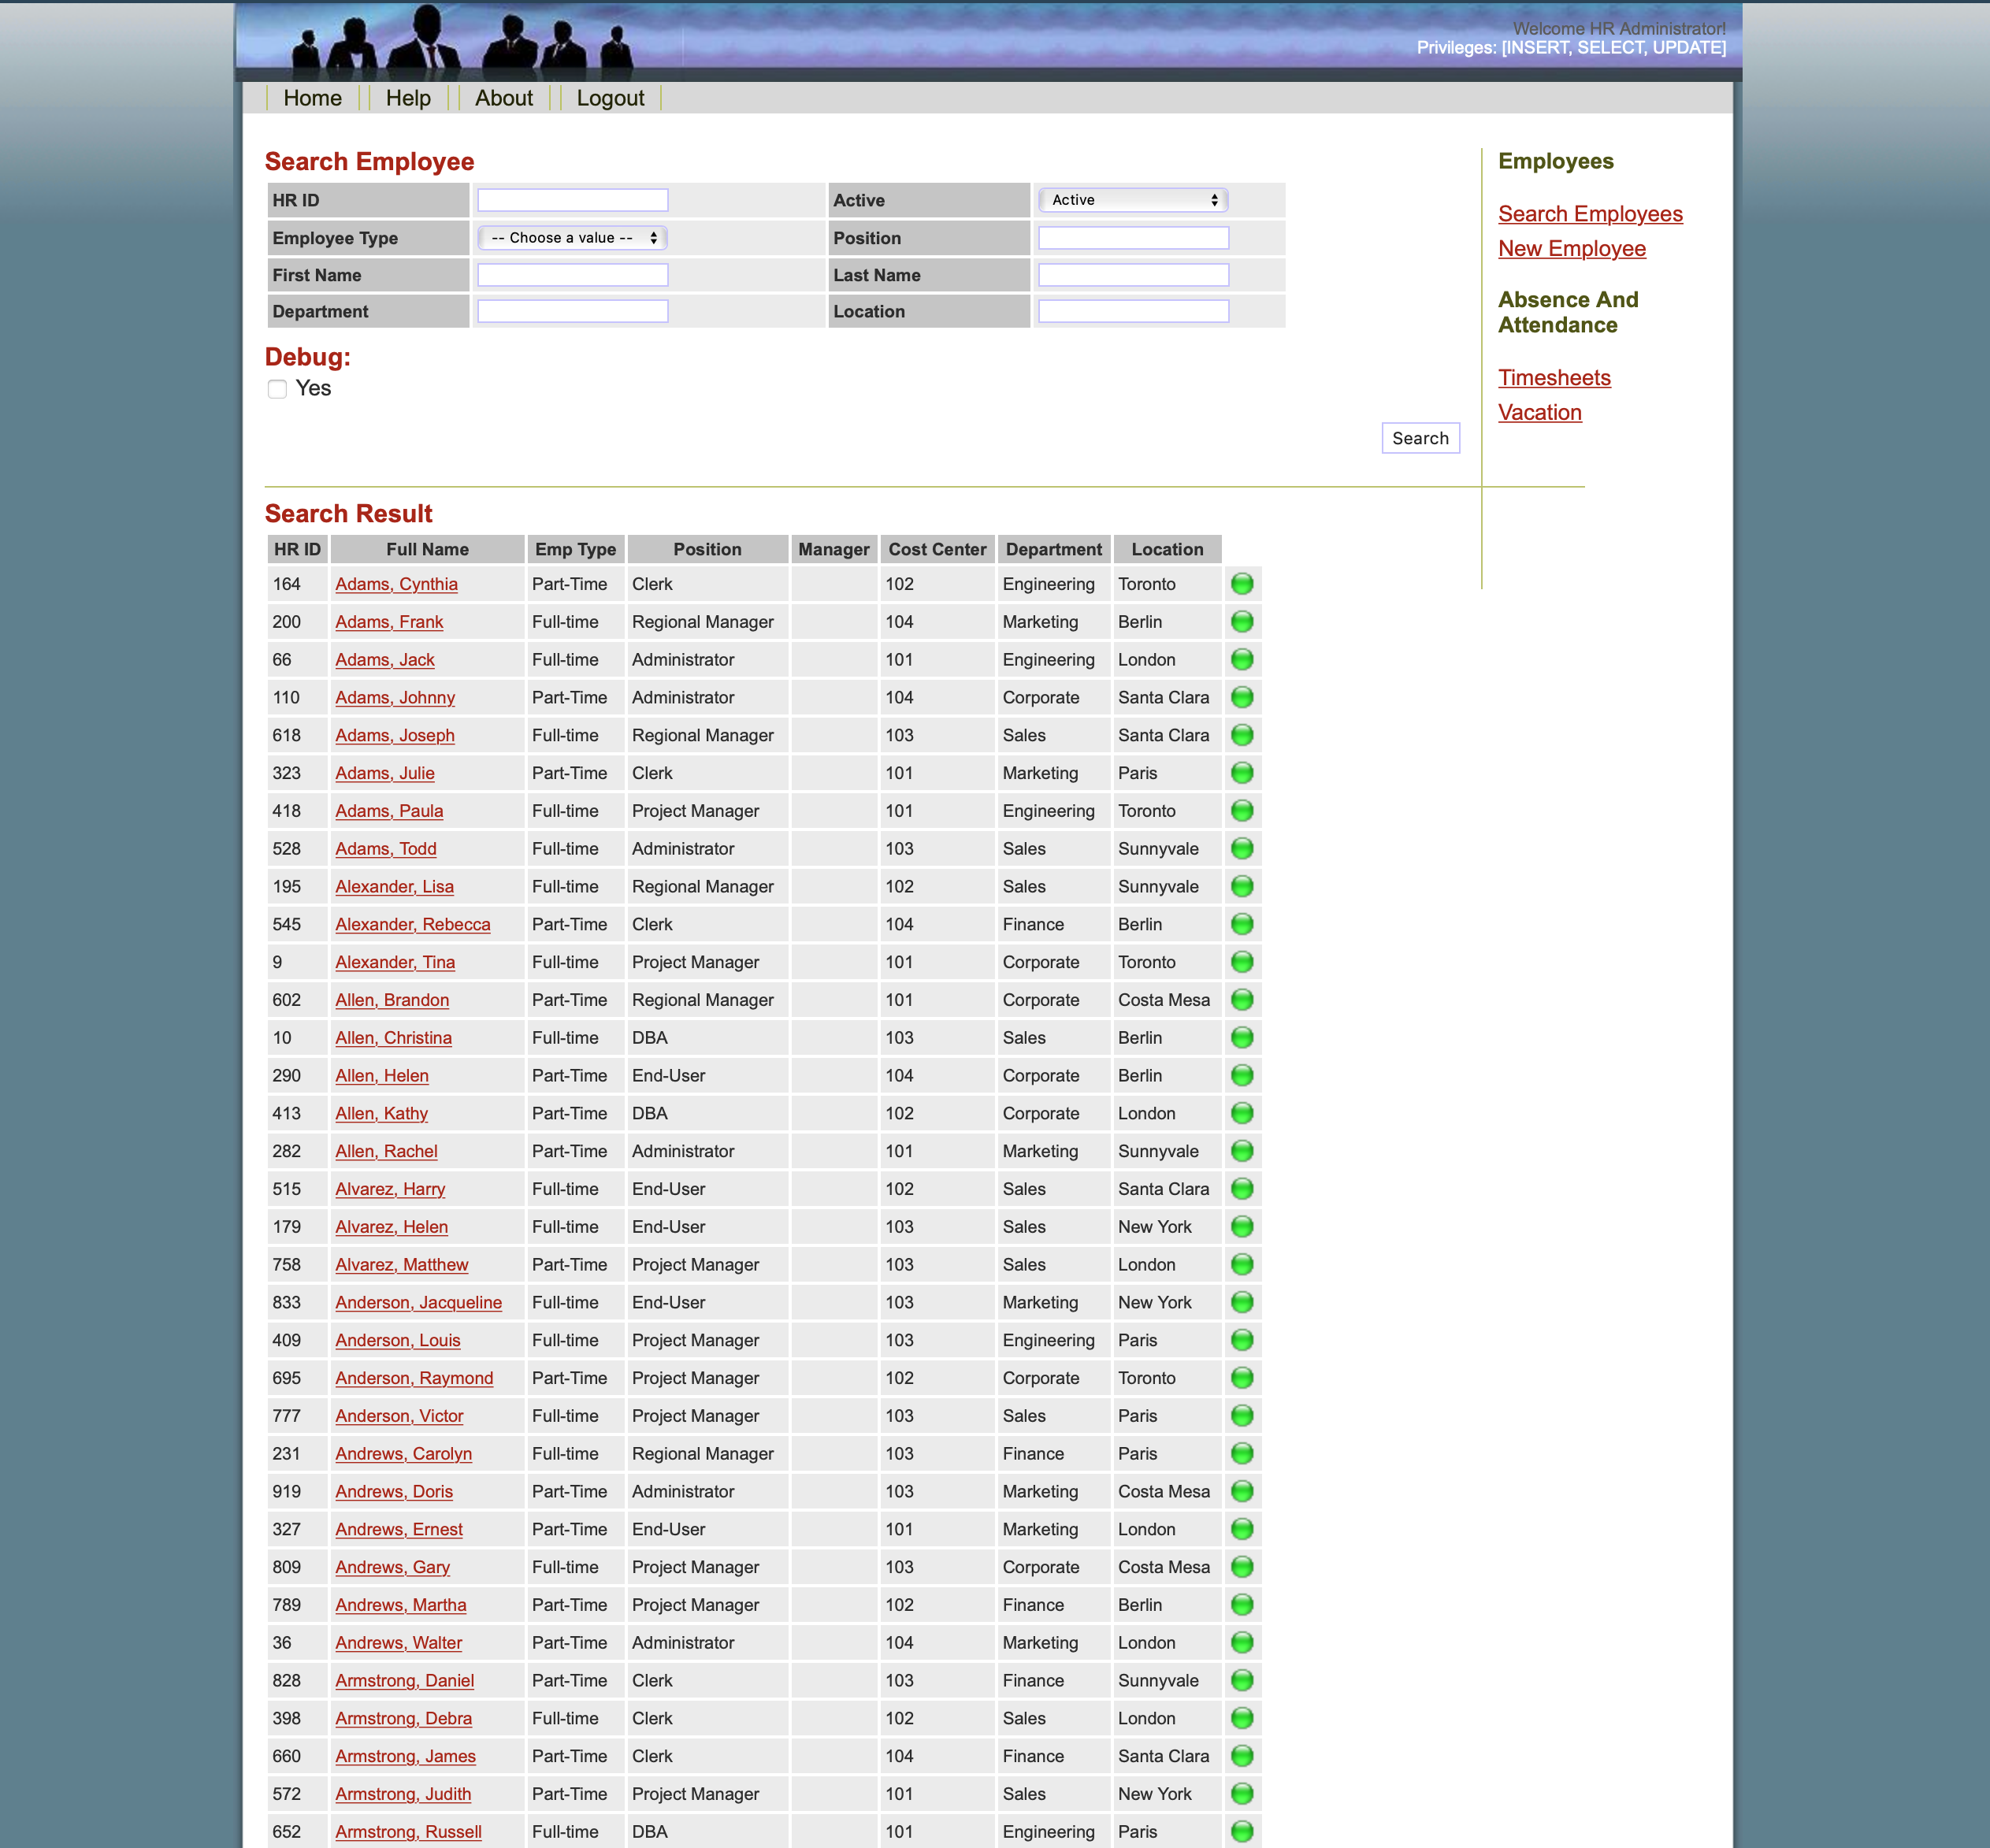 Welcome HR Administrator!
Privileges: [INSERT, SELECT, UPDATE]
Home Help About Logout
Search Employee
HR ID Active Active
Employee Type -- Choose a value -- Position
First Name Last Name
Department Location
Debug:
Yes
Search
Employees
Search Employees
New Employee
Absence And
Attendance
Timesheets
Vacation
Search Result
HR ID Full Name Emp Type Position Manager Cost Center Department Location
164 Adams, Cynthia Part-Time Clerk 102 Engineering Toronto
200 Adams, Frank Full-time Regional Manager 104 Marketing Berlin
66 Adams, Jack Full-time Administrator 101 Engineering London
110 Adams, Johnny Part-Time Administrator 104 Corporate Santa Clara
618 Adams, Joseph Full-time Regional Manager 103 Sales Santa Clara
323 Adams, Julie Part-Time Clerk 101 Marketing Paris
418 Adams, Paula Full-time Project Manager 101 Engineering Toronto
528 Adams, Todd Full-time Administrator 103 Sales Sunnyvale
195 Alexander, Lisa Full-time Regional Manager 102 Sales Sunnyvale
545 Alexander, Rebecca Part-Time Clerk 104 Finance Berlin
9 Alexander, Tina Full-time Project Manager 101 Corporate Toronto
602 Allen, Brandon Part-Time Regional Manager 101 Corporate Costa Mesa
10 Allen, Christina Full-time DBA 103 Sales Berlin
290 Allen, Helen Part-Time End-User 104 Corporate Berlin
413 Allen, Kathy Part-Time DBA 102 Corporate London
282 Allen, Rachel Part-Time Administrator 101 Marketing Sunnyvale
515 Alvarez, Harry Full-time End-User 102 Sales Santa Clara
179 Alvarez, Helen Full-time End-User 103 Sales New York
758 Alvarez, Matthew Part-Time Project Manager 103 Sales London
833 Anderson, Jacqueline Full-time End-User 103 Marketing New York
409 Anderson, Louis Full-time Project Manager 103 Engineering Paris
695 Anderson, Raymond Part-Time Project Manager 102 Corporate Toronto
777 Anderson, Victor Full-time Project Manager 103 Sales Paris
231 Andrews, Carolyn Full-time Regional Manager 103 Finance Paris
919 Andrews, Doris Part-Time Administrator 103 Marketing Costa Mesa
327 Andrews, Ernest Part-Time End-User 101 Marketing London
809 Andrews, Gary Full-time Project Manager 103 Corporate Costa Mesa
789 Andrews, Martha Part-Time Project Manager 102 Finance Berlin
36 Andrews, Walter Part-Time Administrator 104 Marketing London
828 Armstrong, Daniel Part-Time Clerk 103 Finance Sunnyvale
398 Armstrong, Debra Full-time Clerk 102 Sales London
660 Armstrong, James Part-Time Clerk 104 Finance Santa Clara
572 Armstrong, Judith Part-Time Project Manager 101 Sales New York
652 Armstrong, Russell Full-time DBA 101 Engineering Paris